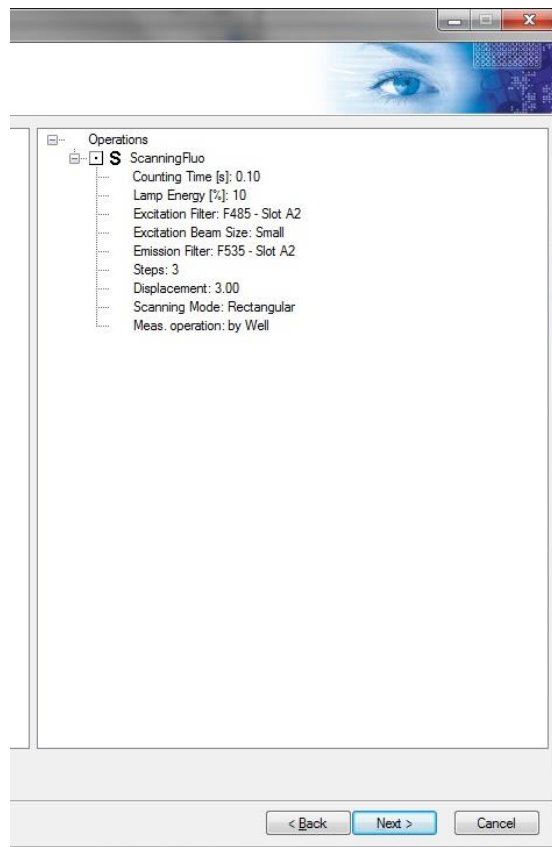 Operations
S ScanningFluo
Counting Time [s]: 0.10
Lamp Energy [%]: 10
Excitation Filter: F485 - Slot A2
Excitation Beam Size: Small
Emission Filter: F535 - Slot A2
Steps: 3
Displacement: 3.00
Scanning Mode: Rectangular
Meas. operation: by Well
< Back Next > Cancel